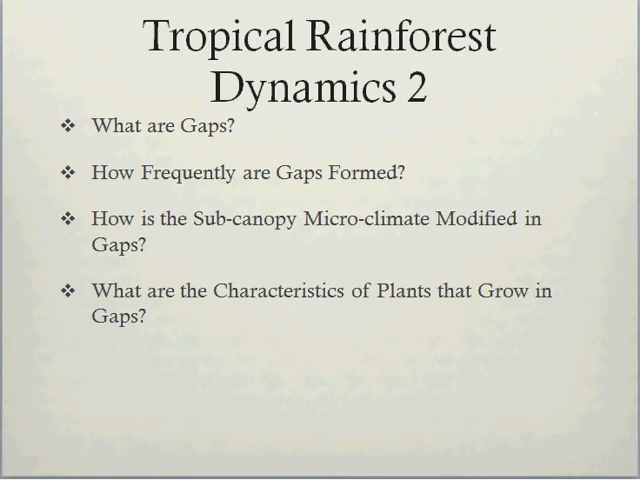 Tropical Rainforest
Dynamics 2
❖ What are Gaps?
❖ How Frequently are Gaps Formed?
❖ How is the Sub-canopy Micro-climate Modified in
Gaps?
❖ What are the Characteristics of Plants that Grow in
Gaps?